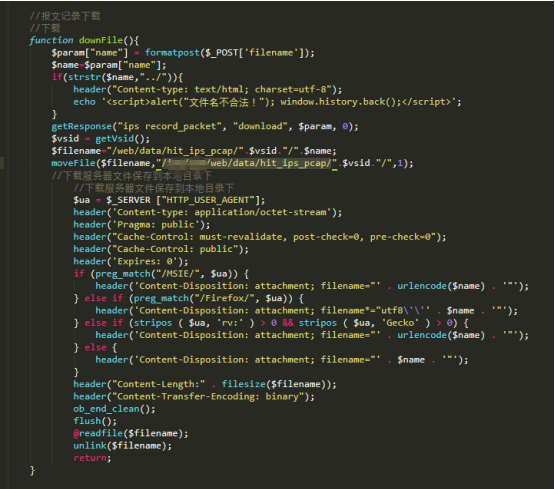 //报文记录下载
//下载
function downFile(){
$param["name"] = formatpost($_POST['filename']);
$name=$param["name"];
if(strstr($name,"../")){
header("Content-type: text/html; charset=utf-8");
echo '<script>alert("文件名不合法！"); window.history.back();</script>';
}
getResponse("ips record_packet", "download", $param, 0);
$vsid = getVsid();
$filename="/web/data/hit_ips_pcap/".$vsid."/".$name;
moveFile($filename,"/web/data/hit_ips_pcap/".$vsid."/",1);
//下载服务器文件保存到本地目录下
//下载服务器文件保存到本地目录下
$ua = $_SERVER ["HTTP_USER_AGENT"];
header('Content-type: application/octet-stream');
header('Pragma: public');
header("Cache-Control: must-revalidate, post-check=0, pre-check=0");
header("Cache-Control: public");
header('Expires: 0');
if (preg_match("/MSIE/", $ua)) {
header('Content-Disposition: attachment; filename="' . urlencode($name) . '"');
} else if (preg_match("/Firefox/", $ua)) {
header('Content-Disposition: attachment; filename*="utf8\'\'' . $name . '"');
} else if (stripos ( $ua, 'rv:' ) > 0 && stripos ( $ua, 'Gecko' ) > 0) {
header('Content-Disposition: attachment; filename="' . urlencode($name) . '"');
} else {
header('Content-Disposition: attachment; filename="' . $name . '"');
}
header("Content-Length:" . filesize($filename));
header("Content-Transfer-Encoding: binary");
ob_end_clean();
flush();
@readfile($filename);
unlink($filename);
return;
}